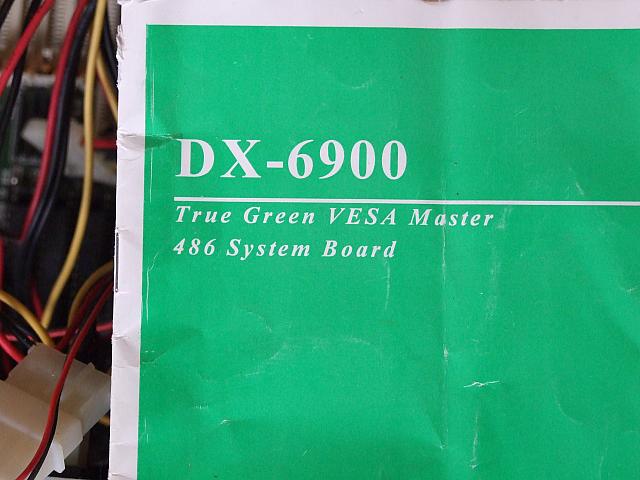 DX-6900
True Green VESA Master
486 System Board